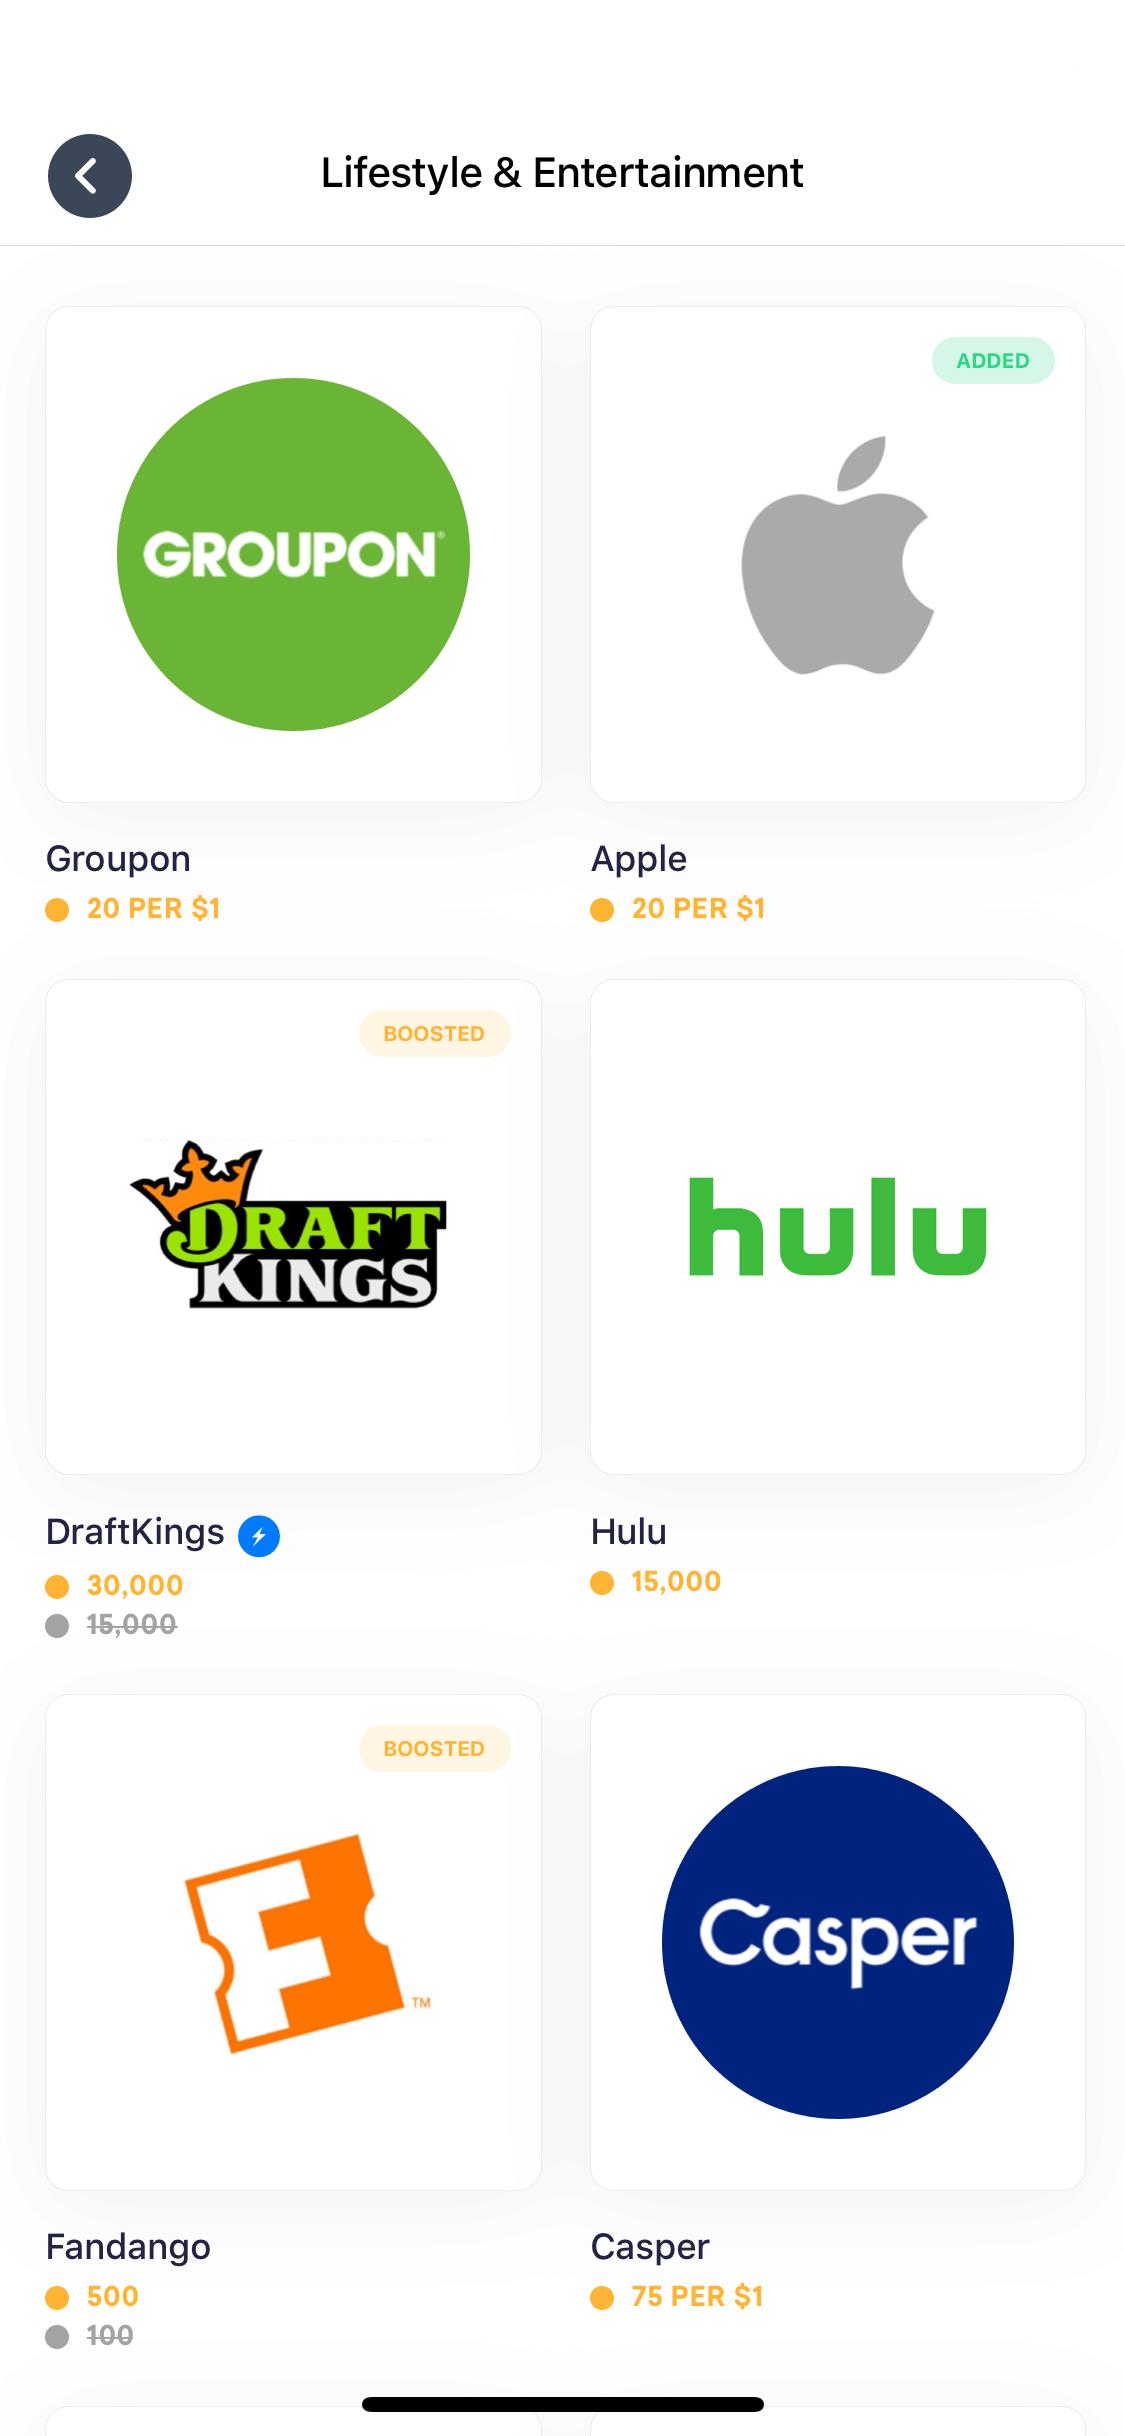 Lifestyle & Entertainment
GROUPON®
ADDED
Groupon
20 PER $1
Apple
20 PER $1
BOOSTED
DRAFT
KINGS
hulu
DraftKings
30,000
15,000
Hulu
15,000
BOOSTED
F
TM
Casper
Fandango
500
100
Casper
75 PER $1